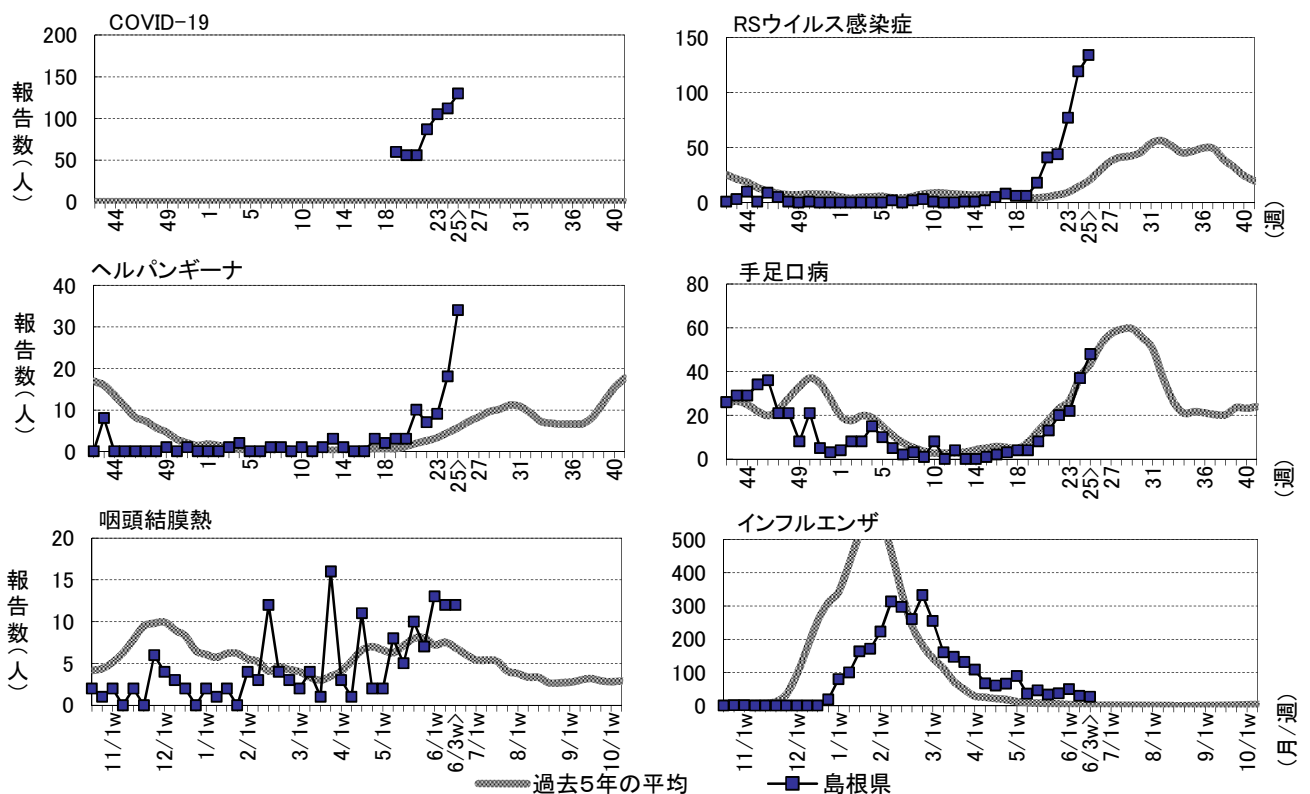 COVID-19
200
150
100
50
0
報告数(人)
44 49 1 5 10 14 18 23 25> 27 31 36 40
RSウイルス感染症
150
100
50
0
44 49 1 5 10 14 18 23 25> 27 31 36 40 (週)
ヘルパンギーナ
40
30
20
10
0
報告数(人)
44 49 1 5 10 14 18 23 25> 27 31 36 40
手足口病
80
60
40
20
0
44 49 1 5 10 14 18 23 25> 27 31 36 40 (週)
咽頭結膜熱
20
15
10
5
0
報告数(人)
11/1w 12/1w 1/1w 2/1w 3/1w 4/1w 5/1w 6/1w 6/3w> 7/1w 8/1w 9/1w 10/1w
インフルエンザ
500
400
300
200
100
0
11/1w 12/1w 1/1w 2/1w 3/1w 4/1w 5/1w 6/1w 6/3w> 7/1w 8/1w 9/1w 10/1w (月/週)
過去5年の平均 島根県